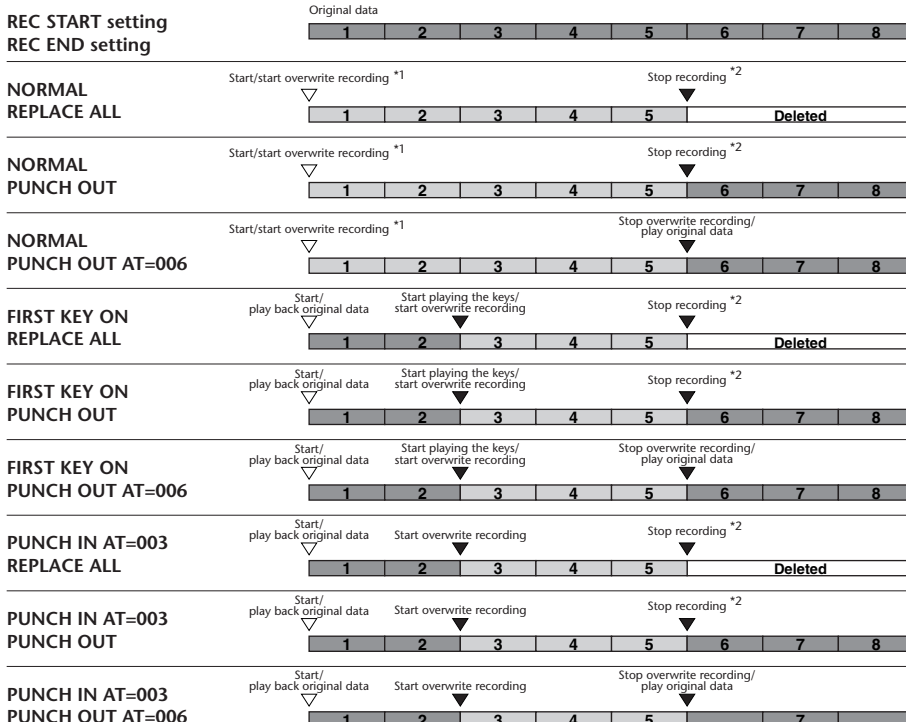 Original data
REC START setting
REC END setting
1 2 3 4 5 6 7 8
NORMAL
REPLACE ALL
Start/start overwrite recording *1
Stop recording *2
1 2 3 4 5 Deleted
NORMAL
PUNCH OUT
Start/start overwrite recording *1
Stop recording *2
1 2 3 4 5 6 7 8
NORMAL
PUNCH OUT AT=006
Start/start overwrite recording *1
Stop overwrite recording/
play original data
1 2 3 4 5 6 7 8
FIRST KEY ON
REPLACE ALL
Start/
play back original data
Start playing the keys/
start overwrite recording
Stop recording *2
1 2 3 4 5 Deleted
FIRST KEY ON
PUNCH OUT
Start/
play back original data
Start playing the keys/
start overwrite recording
Stop recording *2
1 2 3 4 5 6 7 8
FIRST KEY ON
PUNCH OUT AT=006
Start/
play back original data
Start playing the keys/
start overwrite recording
Stop overwrite recording/
play original data
1 2 3 4 5 6 7 8
PUNCH IN AT=003
REPLACE ALL
Start/
play back original data
Start overwrite recording
Stop recording *2
1 2 3 4 5 Deleted
PUNCH IN AT=003
PUNCH OUT
Start/
play back original data
Start overwrite recording
Stop recording *2
1 2 3 4 5 6 7 8
PUNCH IN AT=003
PUNCH OUT AT=006
Start/
play back original data
Start overwrite recording
Stop overwrite recording/
play original data
1 2 3 4 5 7 8